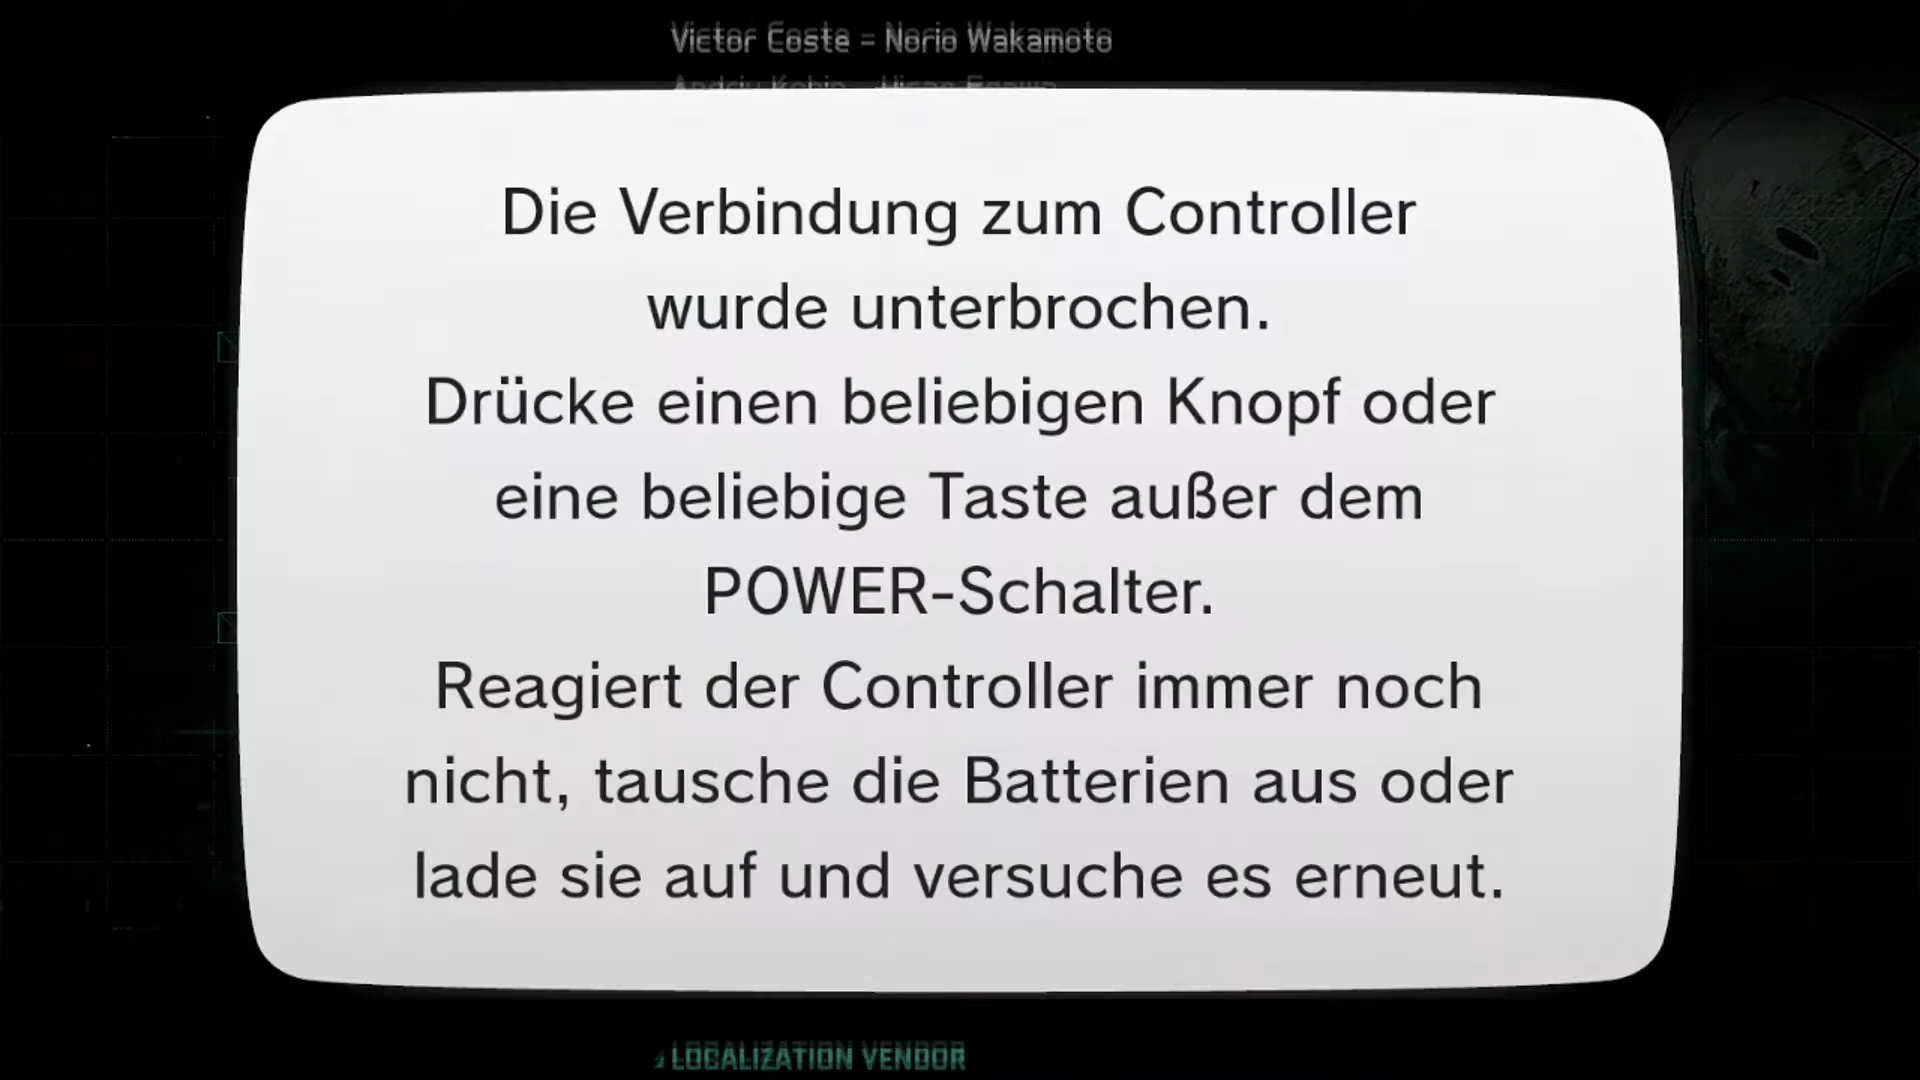 Victor Coste - Norio Wakamoto
Die Verbindung zum Controller
wurde unterbrochen.
Drücke einen beliebigen Knopf oder
eine beliebige Taste außer dem
POWER-Schalter.
Reagiert der Controller immer noch
nicht, tausche die Batterien aus oder
lade sie auf und versuche es erneut.
LOCALIZATION VENDOR